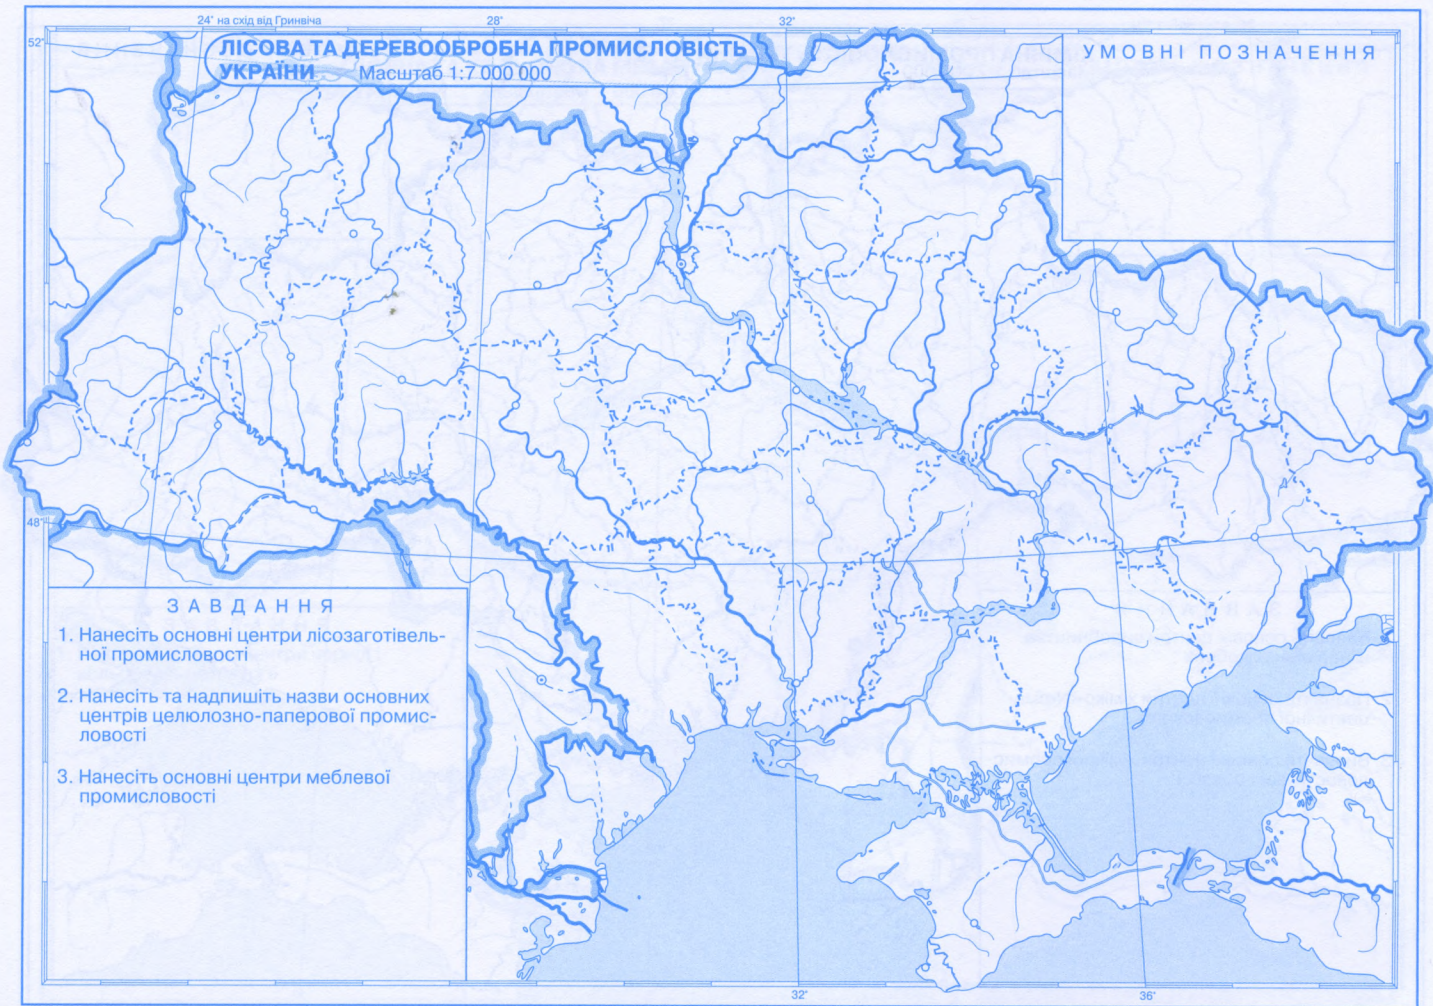 24° на схід від Гринвіча
28°
32°
52°
ЛІСОВА ТА ДЕРЕВООБРОБНА ПРОМИСЛОВІСТЬ
УКРАЇНИ Масштаб 1:7 000 000
УМОВНІ ПОЗНАЧЕННЯ
48°
ЗАВДАННЯ
1. Нанесіть основні центри лісозаготівель-
ної промисловості
2. Нанесіть та надпишіть назви основних
центрів целюлозно-паперової промис-
ловості
3. Нанесіть основні центри меблевої
промисловості
32°
36°